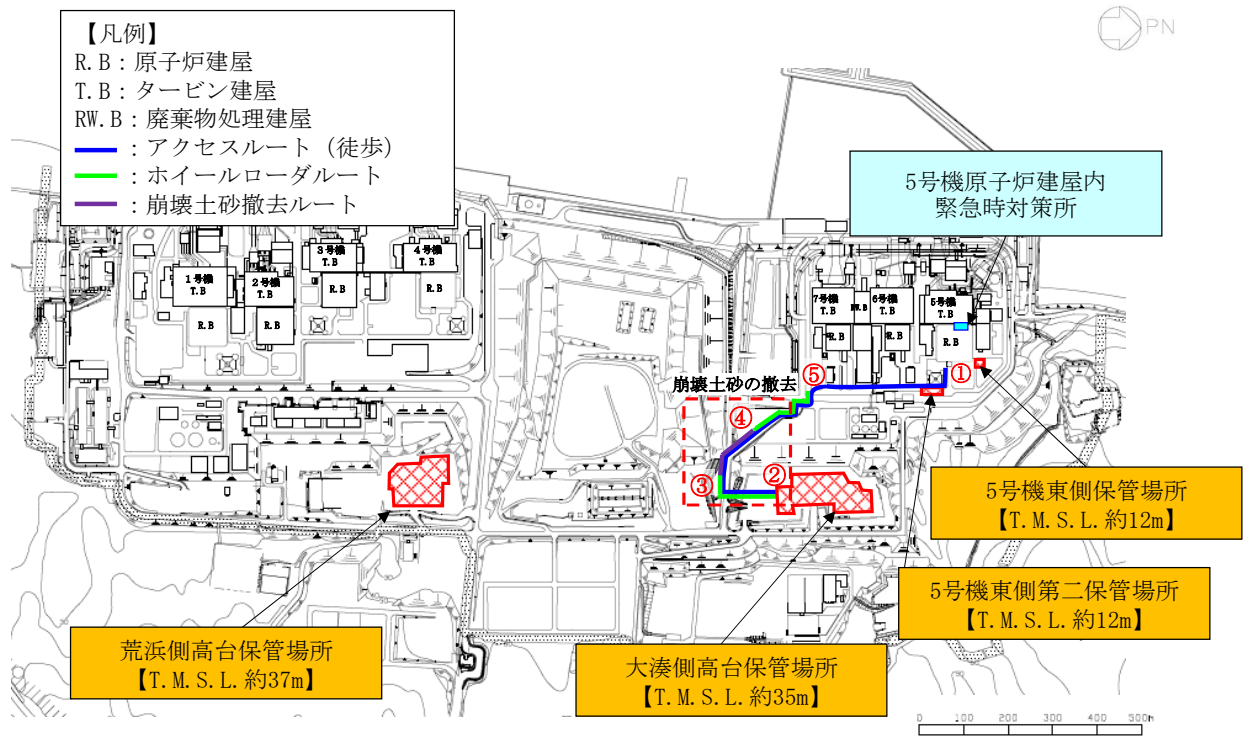 【凡例】
R.B：原子炉建屋
T.B：タービン建屋
RW.B：廃棄物処理建屋
：アクセスルート（徒歩）
：ホイールローダルート
：崩壊土砂撤去ルート
PN
5号機原子炉建屋内
緊急時対策所
1号機
T.B
R.B
2号機
T.B
R.B
3号機
T.B
R.B
4号機
T.B
R.B
7号機
T.B
R.B
RW.B
6号機
T.B
R.B
5号機
T.B
R.B
崩壊土砂の撤去
⑤
①
④
③
②
5号機東側保管場所
【T.M.S.L.約12m】
5号機東側第二保管場所
【T.M.S.L.約12m】
荒浜側高台保管場所
【T.M.S.L.約37m】
大湊側高台保管場所
【T.M.S.L.約35m】
0 100 200 300 400 500m